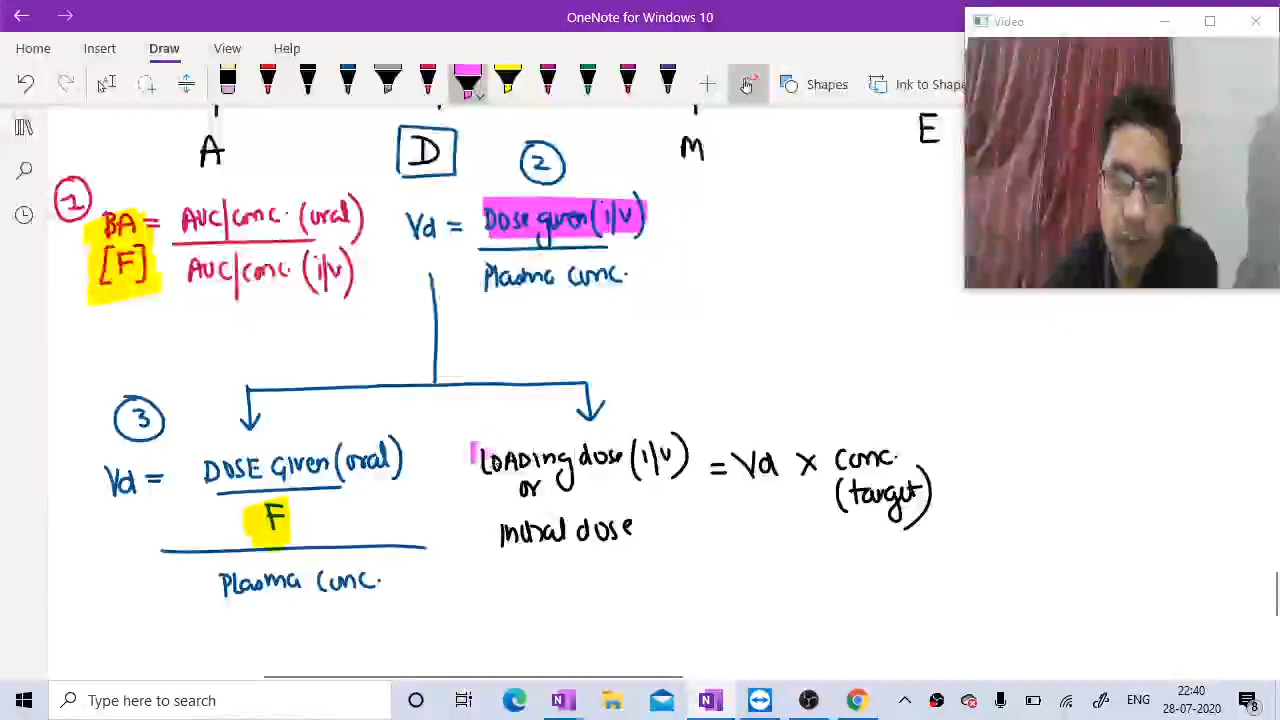 OneNote for Windows 10
Video
Home Insert Draw View Help
Shapes
Ink to Shap
A D M E
1
BA = AUC/conc. (oral)
[F] AUC/conc. (i/v)
2
Vd = Dose given (i/v)
Plasma conc.
3
Vd = DOSE Given (oral)
F
Plasma conc.
LOADing dose (i/v) = Vd x conc.
or (target)
initial dose
Type here to search
ENG
22:40
28-07-2020
8